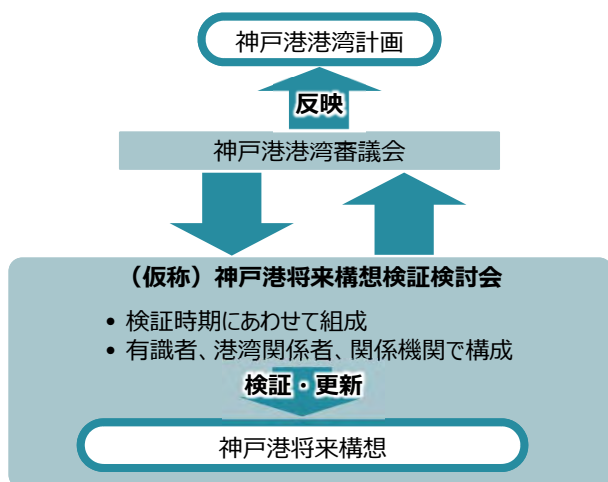 神戸港港湾計画
反映
神戸港港湾審議会
（仮称）神戸港将来構想検証検討会
• 検証時期にあわせて組成
• 有識者、港湾関係者、関係機関で構成
検証・更新
神戸港将来構想